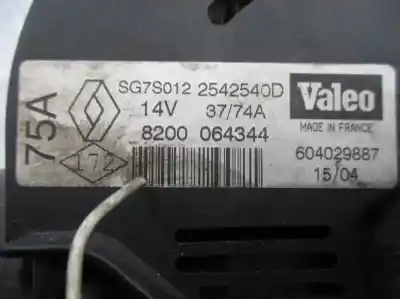 75A
SG7S012 2542540D
14V 37/74A
8200 064344
172
Valeo
MADE IN FRANCE
604029887
15/04